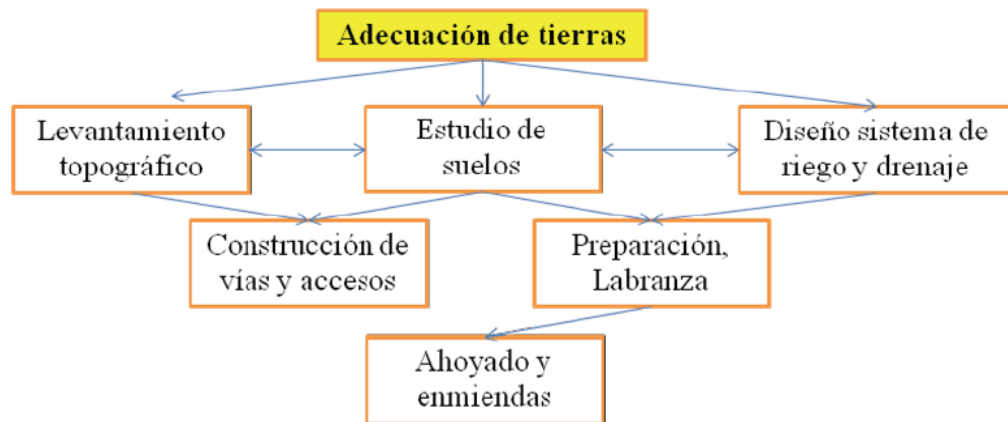 Adecuación de tierras
Levantamiento
topográfico
Estudio de
suelos
Diseño sistema de
riego y drenaje
Construcción de
vías y accesos
Preparación,
Labranza
Ahoyado y
enmiendas